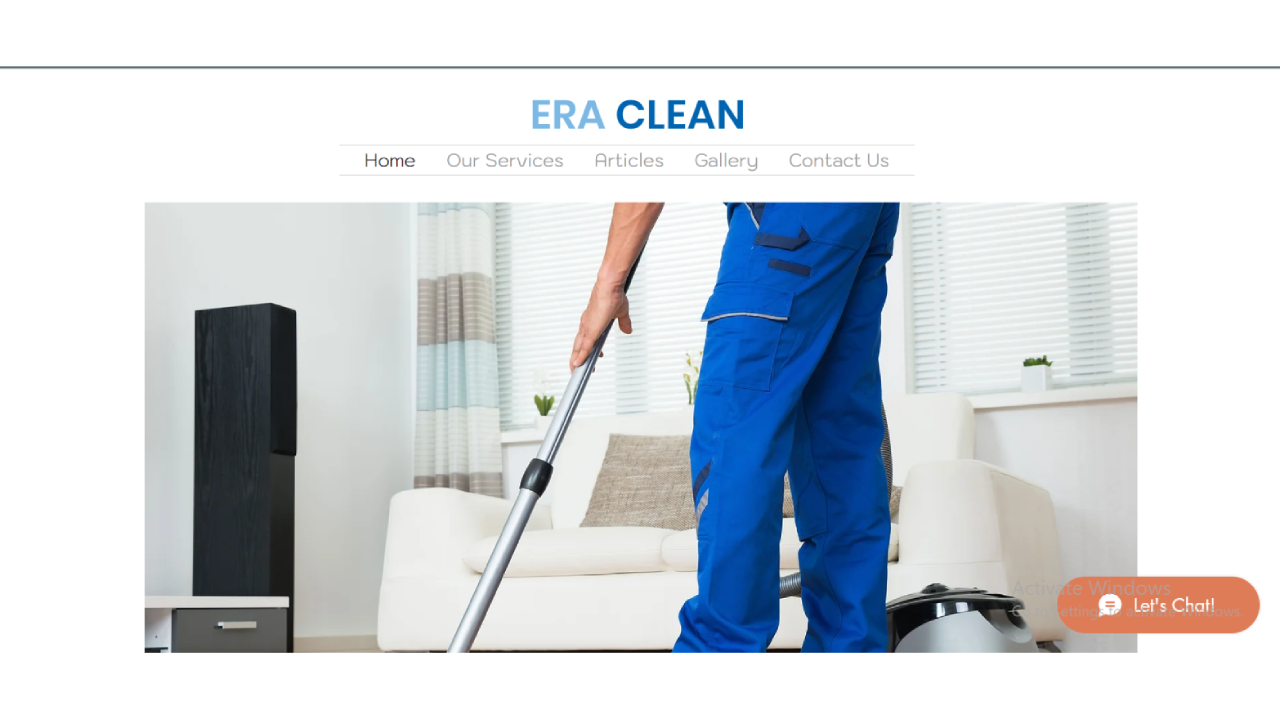 ERA CLEAN
Home Our Services Articles Gallery Contact Us
Activate Windows
Go to Settings to activate Windows.
Let's Chat!